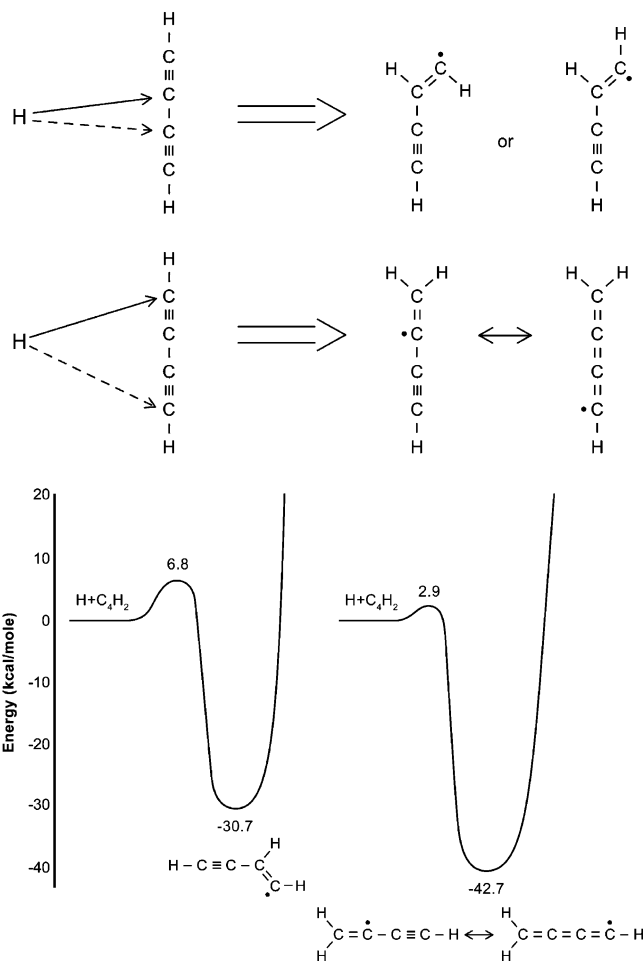 H
C
≡
C
C
≡
C
H
H
H C H
C
C
≡
C
H
or
H
H C
C
C
≡
C
H
H
H
C
≡
C
C
≡
C
H
H H
C
=
C
C
≡
C
H
H H
C
=
C
=
C
=
C
H
Energy (kcal/mole)
20
10
0
-10
-20
-30
-40
H+C4H2
6.8
-30.7
H
H-C≡C-C
C-H
H+C4H2
2.9
-42.7
H
C=C-C≡C-H
H
H
C=C=C=C-H
H